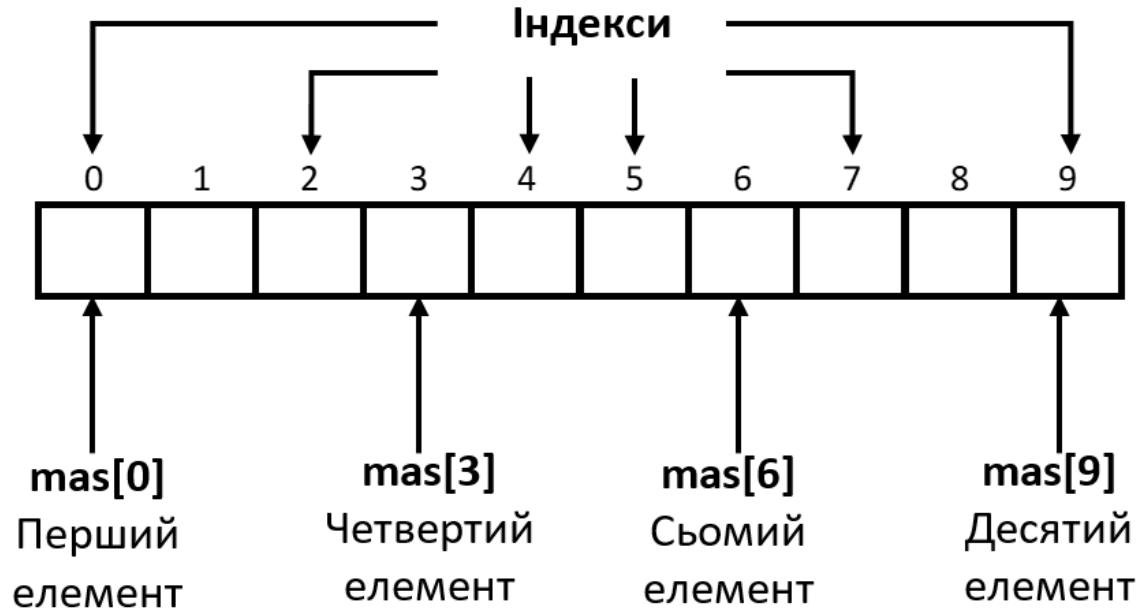 Індекси
0 1 2 3 4 5 6 7 8 9
mas[0] mas[3] mas[6] mas[9]
Перший Четвертий Сьомий Десятий
елемент елемент елемент елемент